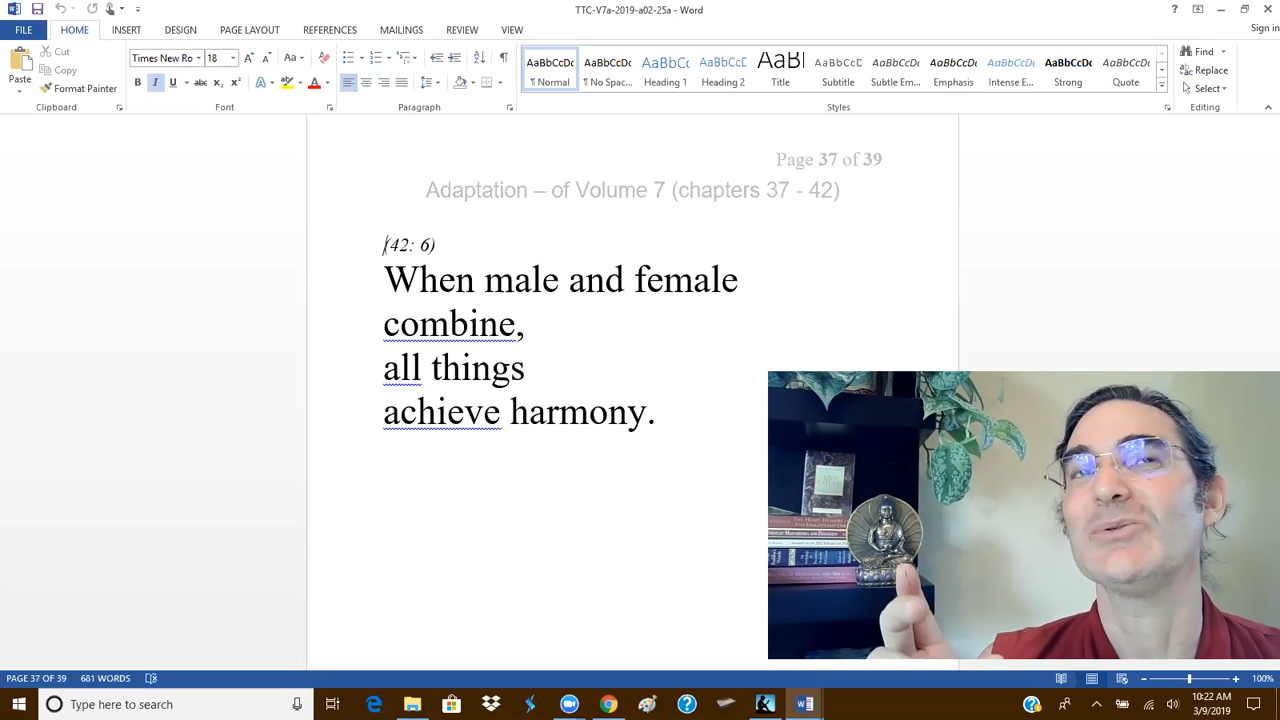 TTC-V7a-2019-a02-25a - Word
Sign in
FILE HOME INSERT DESIGN PAGE LAYOUT REFERENCES MAILINGS REVIEW VIEW
Paste
Cut
Copy
Format Painter
Clipboard
Times New Ro 18 Aa
B I U abc x₂ x² A A
Font
Paragraph
AaBbCcDc AaBbCcDc AaBbCc AaBbCc AaBl AaBbCcDc AaBbCcDc AaBbCcDc AaBbCcDc AaBbCcDc AaBbCcDc
¶ Normal ¶ No Spac... Heading 1 Heading 2 Title Subtitle Subtle Em... Emphasis Intense E... Strong Quote
Styles
Find
Replace
Select
Editing
Page 37 of 39
Adaptation – of Volume 7 (chapters 37 - 42)
(42: 6)
When male and female
combine,
all things
achieve harmony.
PAGE 37 OF 39 681 WORDS
100%
Type here to search
10:22 AM
3/9/2019